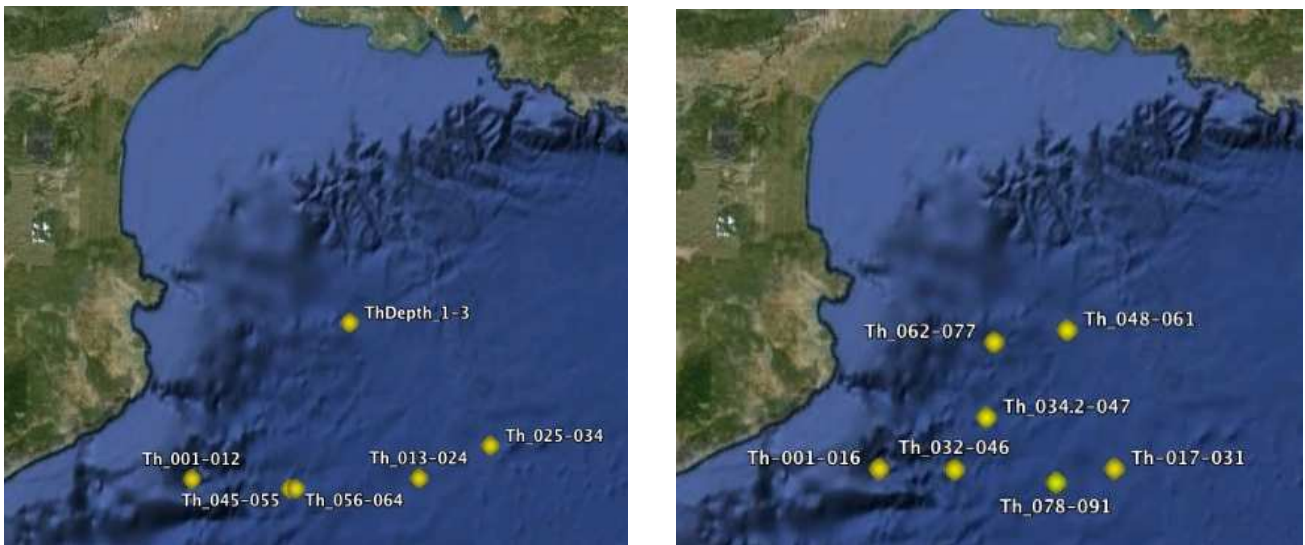 ThDepth_1-3
Th_025-034
Th_001-012
Th_013-024
Th_045-055
Th_056-064
Th_048-061
Th_062-077
Th_034.2-047
Th-001-016
Th_032-046
Th-017-031
Th_078-091